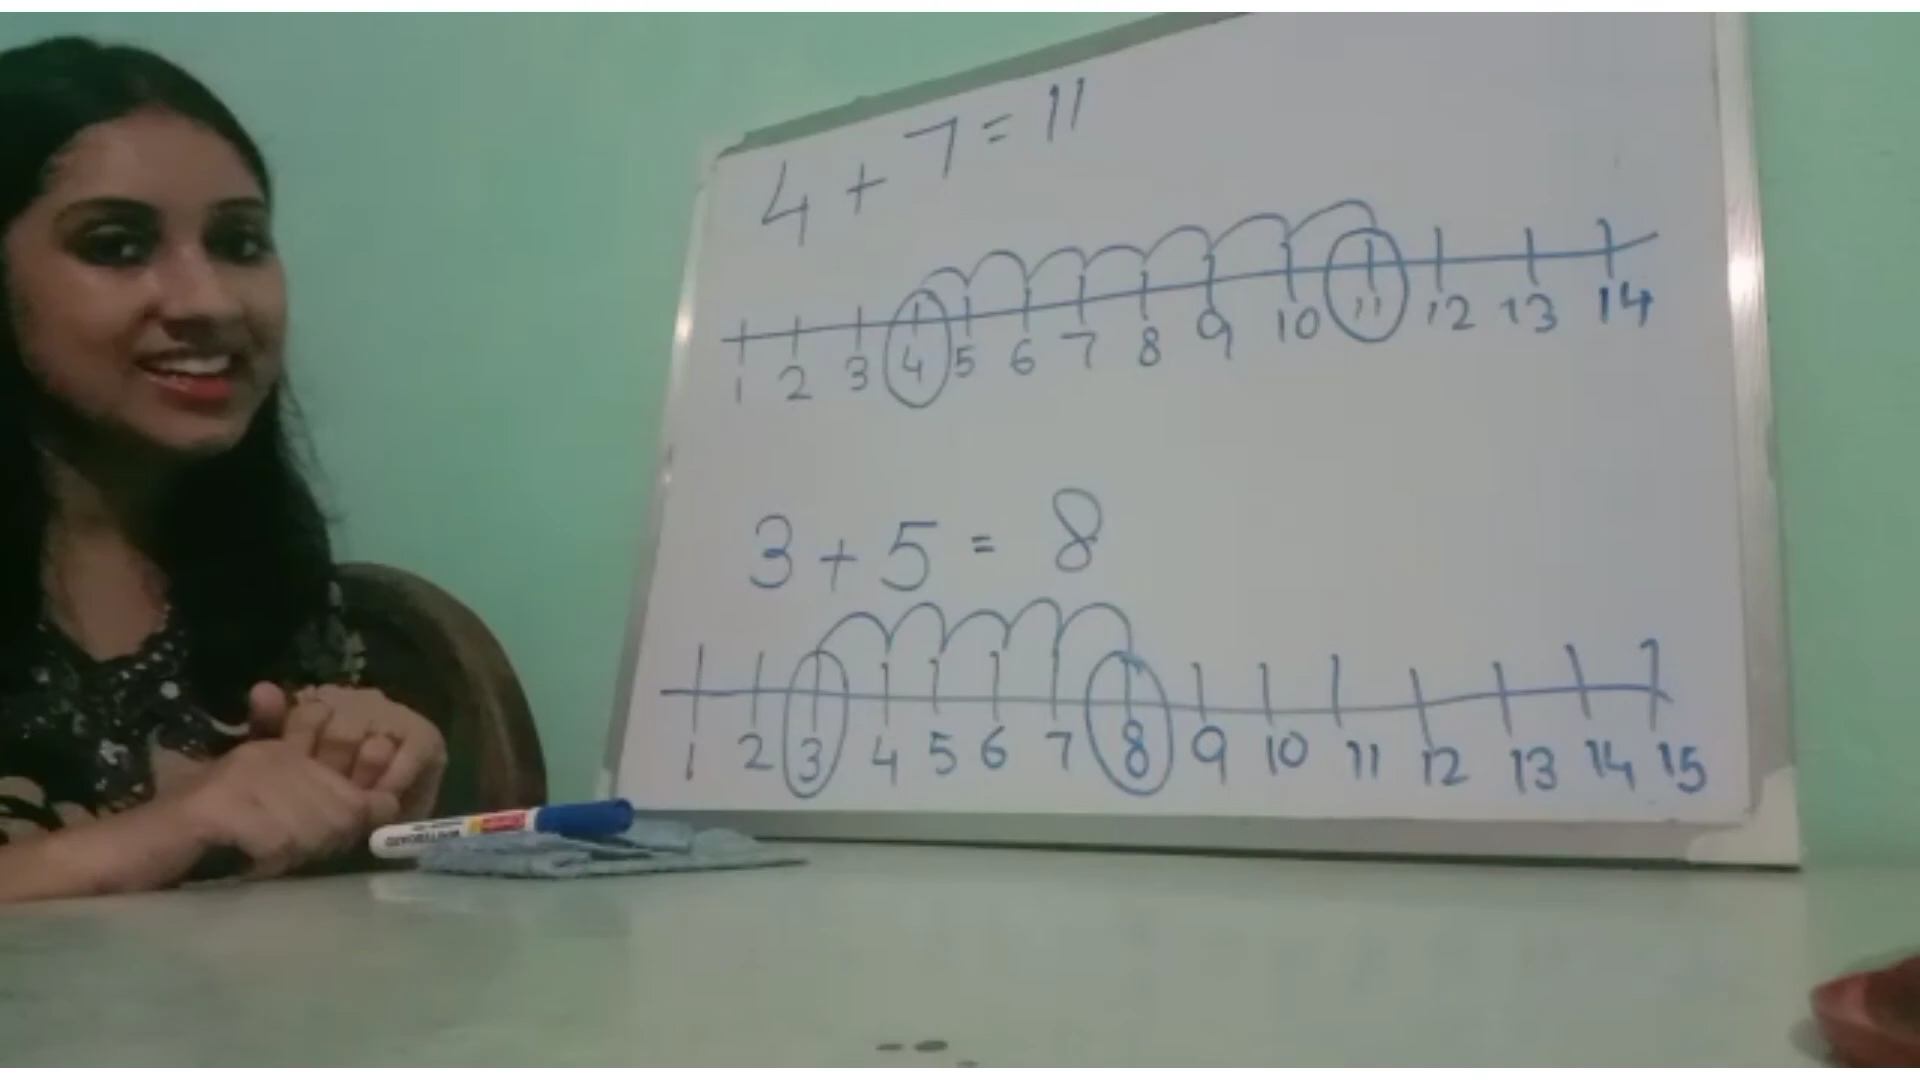 4 + 7 = 11
1 2 3 4 5 6 7 8 9 10 11 12 13 14
3 + 5 = 8
1 2 3 4 5 6 7 8 9 10 11 12 13 14 15
WHITEBOARD